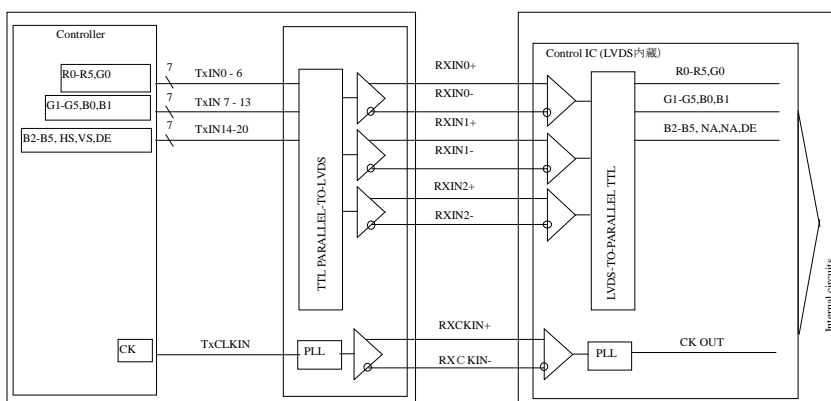 Controller
R0-R5,G0
G1-G5,B0,B1
B2-B5, HS,VS,DE
CK
7
TxIN0 - 6
7
TxIN 7 - 13
7
TxIN14-20
TxCLKIN
TTL PARALLEL-TO-LVDS
PLL
RXIN0+
RXIN0-
RXIN1+
RXIN1-
RXIN2+
RXIN2-
RXCKIN+
RXC KIN-
Control IC (LVDS内蔵)
LVDS-TO-PARALLEL TTL
PLL
R0-R5,G0
G1-G5,B0,B1
B2-B5, NA,NA,DE
CK OUT
Internal circuits